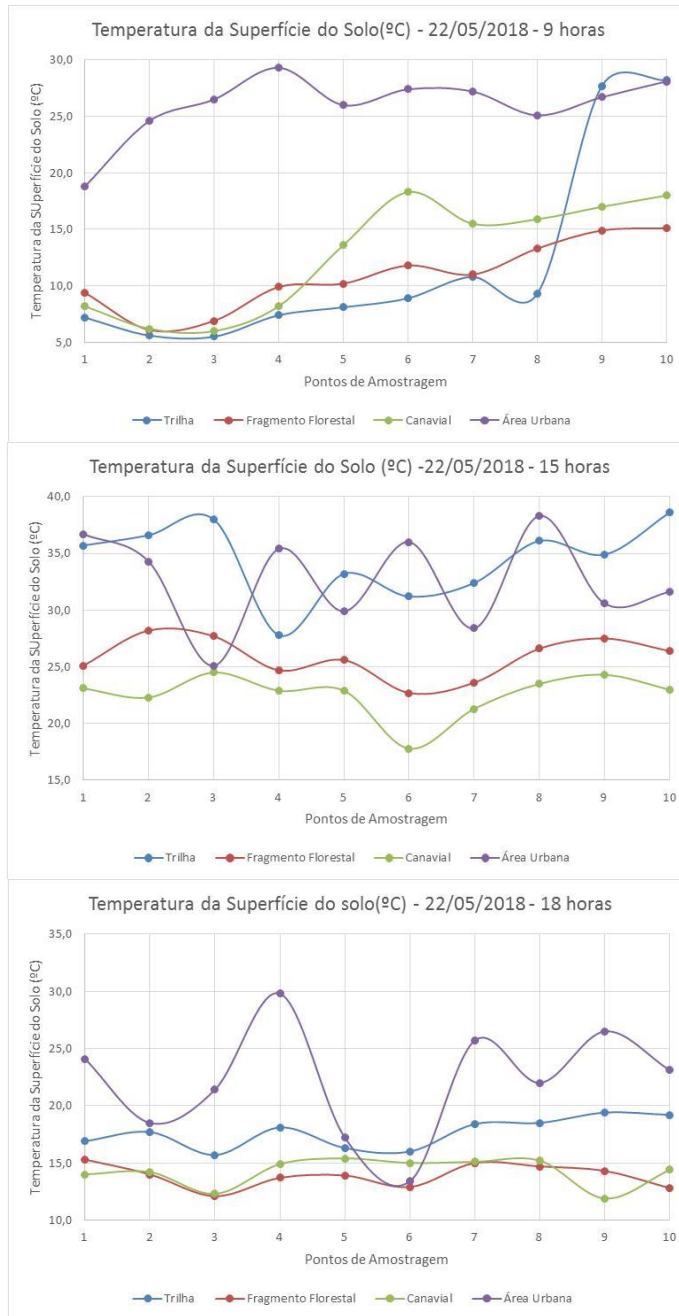 Temperatura da Superfície do Solo(ºC) - 22/05/2018 - 9 horas
Temperatura da SUperfície do Solo (ºC)
30,0
25,0
20,0
15,0
10,0
5,0
1 2 3 4 5 6 7 8 9 10
Pontos de Amostragem
Trilha Fragmento Florestal Canavial Área Urbana
Temperatura da Superfície do Solo (ºC) -22/05/2018 - 15 horas
Temperatura da SUperfície do Solo (ºC)
40,0
35,0
30,0
25,0
20,0
15,0
1 2 3 4 5 6 7 8 9 10
Pontos de Amostragem
Trilha Fragmento Florestal Canavial Área Urbana
Temperatura da Superfície do solo(ºC) - 22/05/2018 - 18 horas
Temperatura da Superfície do Solo (ºC)
35,0
30,0
25,0
20,0
15,0
10,0
1 2 3 4 5 6 7 8 9 10
Pontos de Amostragem
Trilha Fragmento Florestal Canavial Área Urbana